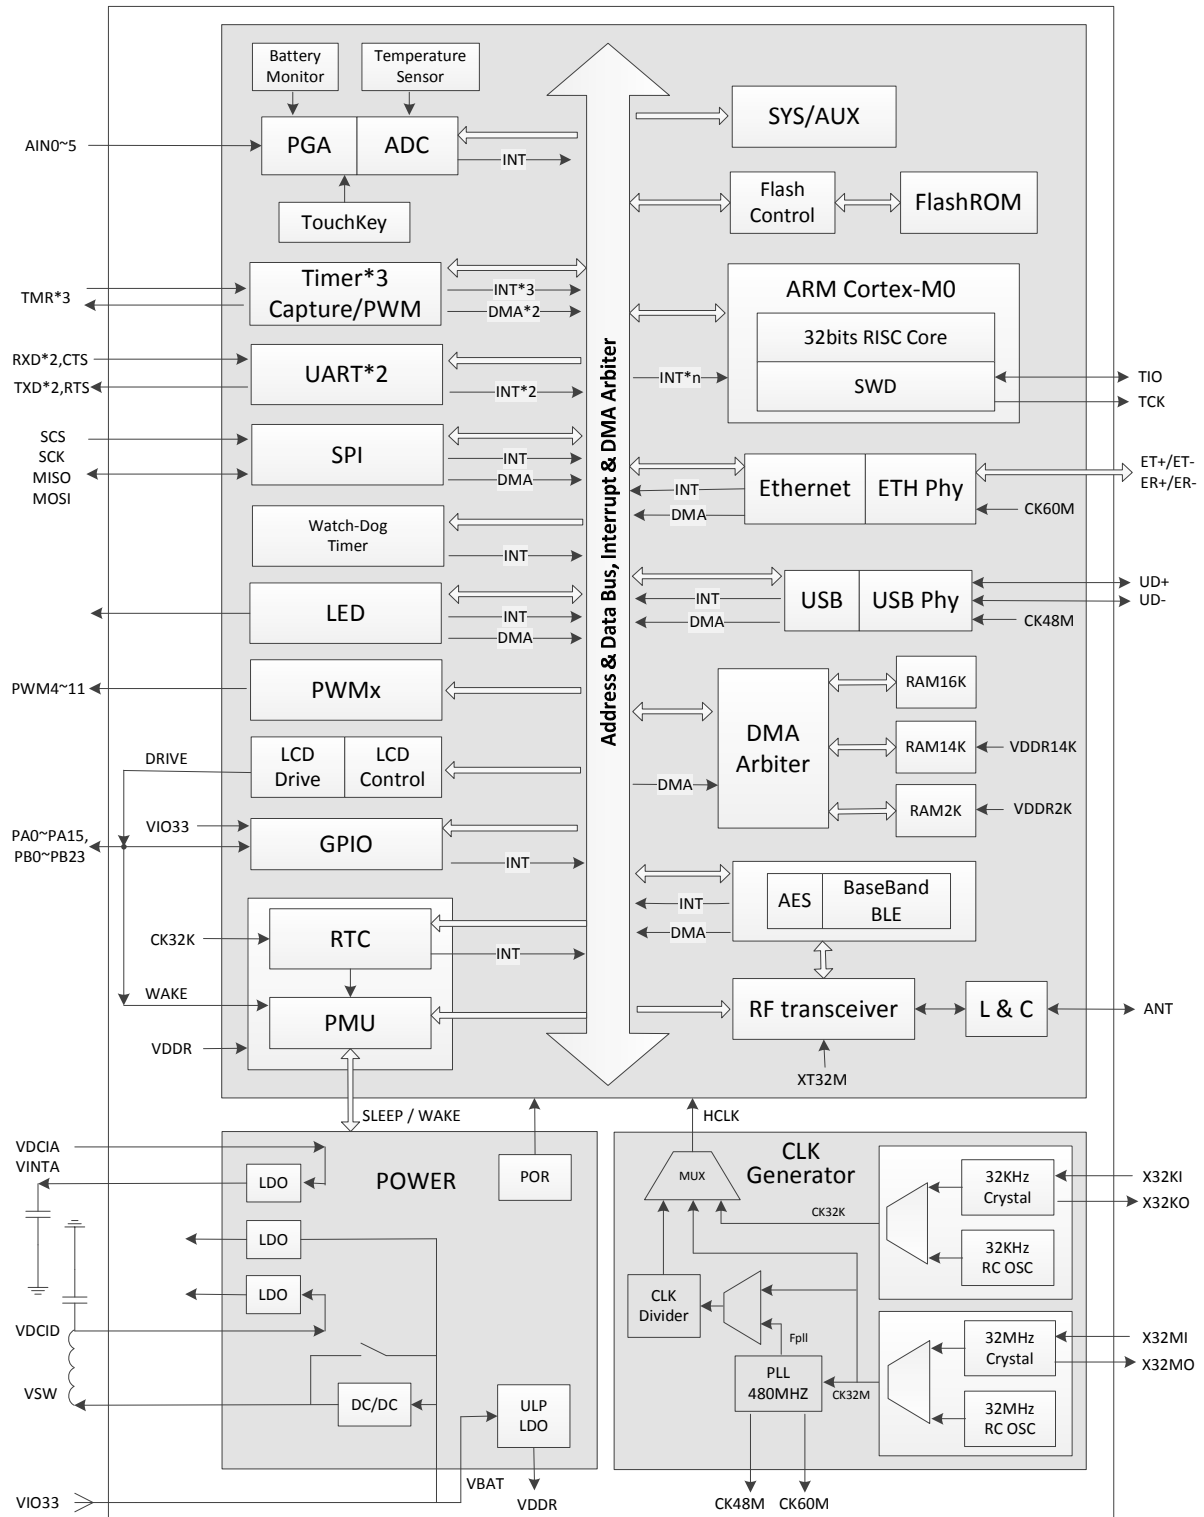 Battery
Monitor
Temperature
Sensor
AIN0~5
PGA
ADC
INT
TouchKey
SYS/AUX
Flash
Control
FlashROM
TMR*3
Timer*3
Capture/PWM
INT*3
DMA*2
ARM Cortex-M0
32bits RISC Core
SWD
INT*n
TIO
TCK
RXD*2,CTS
TXD*2,RTS
UART*2
INT*2
Address & Data Bus, Interrupt & DMA Arbiter
SCS
SCK
MISO
MOSI
SPI
INT
DMA
Ethernet
ETH Phy
INT
DMA
ET+/ET-
ER+/ER-
CK60M
Watch-Dog
Timer
INT
LED
INT
DMA
USB
USB Phy
INT
DMA
UD+
UD-
CK48M
PWM4~11
PWMx
DMA
Arbiter
DMA
RAM16K
RAM14K
RAM2K
VDDR14K
VDDR2K
DRIVE
LCD
Drive
LCD
Control
VIO33
PA0~PA15,
PB0~PB23
GPIO
INT
AES
BaseBand
BLE
INT
DMA
CK32K
RTC
INT
WAKE
PMU
VDDR
RF transceiver
L & C
ANT
XT32M
SLEEP / WAKE
HCLK
VDCIA
VINTA
LDO
POWER
POR
LDO
LDO
VDCID
VSW
DC/DC
ULP
LDO
VBAT
VDDR
VIO33
CLK
Generator
MUX
CK32K
32KHz
Crystal
32KHz
RC OSC
X32KI
X32KO
CLK
Divider
Fpll
PLL
480MHZ
CK32M
32MHz
Crystal
32MHz
RC OSC
X32MI
X32MO
CK48M
CK60M